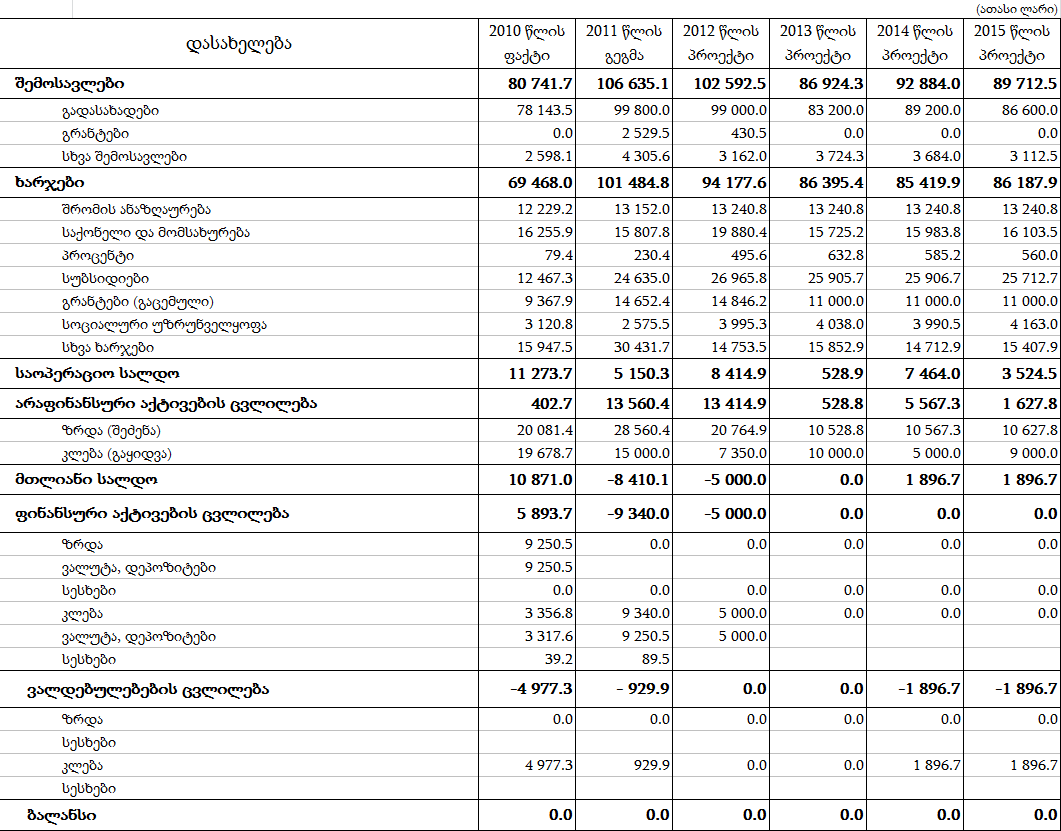 (ათასი ლარი)
დასახელება 2010 წლის ფაქტი 2011 წლის გეგმა 2012 წლის პროექტი 2013 წლის პროექტი 2014 წლის პროექტი 2015 წლის პროექტი
შემოსავლები 80 741.7 106 635.1 102 592.5 86 924.3 92 884.0 89 712.5
გადასახადები 78 143.5 99 800.0 99 000.0 83 200.0 89 200.0 86 600.0
გრანტები 0.0 2 529.5 430.5 0.0 0.0 0.0
სხვა შემოსავლები 2 598.1 4 305.6 3 162.0 3 724.3 3 684.0 3 112.5
ხარჯები 69 468.0 101 484.8 94 177.6 86 395.4 85 419.9 86 187.9
შრომის ანაზღაურება 12 229.2 13 152.0 13 240.8 13 240.8 13 240.8 13 240.8
საქონელი და მომსახურება 16 255.9 15 807.8 19 880.4 15 725.2 15 983.8 16 103.5
პროცენტი 79.4 230.4 495.6 632.8 585.2 560.0
სუბსიდიები 12 467.3 24 635.0 26 965.8 25 905.7 25 906.7 25 712.7
გრანტები (გაცემული) 9 367.9 14 652.4 14 846.2 11 000.0 11 000.0 11 000.0
სოციალური უზრუნველყოფა 3 120.8 2 575.5 3 995.3 4 038.0 3 990.5 4 163.0
სხვა ხარჯები 15 947.5 30 431.7 14 753.5 15 852.9 14 712.9 15 407.9
საოპერაციო სალდო 11 273.7 5 150.3 8 414.9 528.9 7 464.0 3 524.5
არაფინანსური აქტივების ცვლილება 402.7 13 560.4 13 414.9 528.8 5 567.3 1 627.8
ზრდა (შეძენა) 20 081.4 28 560.4 20 764.9 10 528.8 10 567.3 10 627.8
კლება (გაყიდვა) 19 678.7 15 000.0 7 350.0 10 000.0 5 000.0 9 000.0
მთლიანი სალდო 10 871.0 -8 410.1 -5 000.0 0.0 1 896.7 1 896.7
ფინანსური აქტივების ცვლილება 5 893.7 -9 340.0 -5 000.0 0.0 0.0 0.0
ზრდა 9 250.5 0.0 0.0 0.0 0.0 0.0
ვალუტა, დეპოზიტები 9 250.5
სესხები 0.0 0.0 0.0 0.0 0.0 0.0
კლება 3 356.8 9 340.0 5 000.0 0.0 0.0 0.0
ვალუტა, დეპოზიტები 3 317.6 9 250.5 5 000.0
სესხები 39.2 89.5
ვალდებულებების ცვლილება -4 977.3 - 929.9 0.0 0.0 -1 896.7 -1 896.7
ზრდა 0.0 0.0 0.0 0.0 0.0 0.0
სესხები
კლება 4 977.3 929.9 0.0 0.0 1 896.7 1 896.7
სესხები
ბალანსი 0.0 0.0 0.0 0.0 0.0 0.0